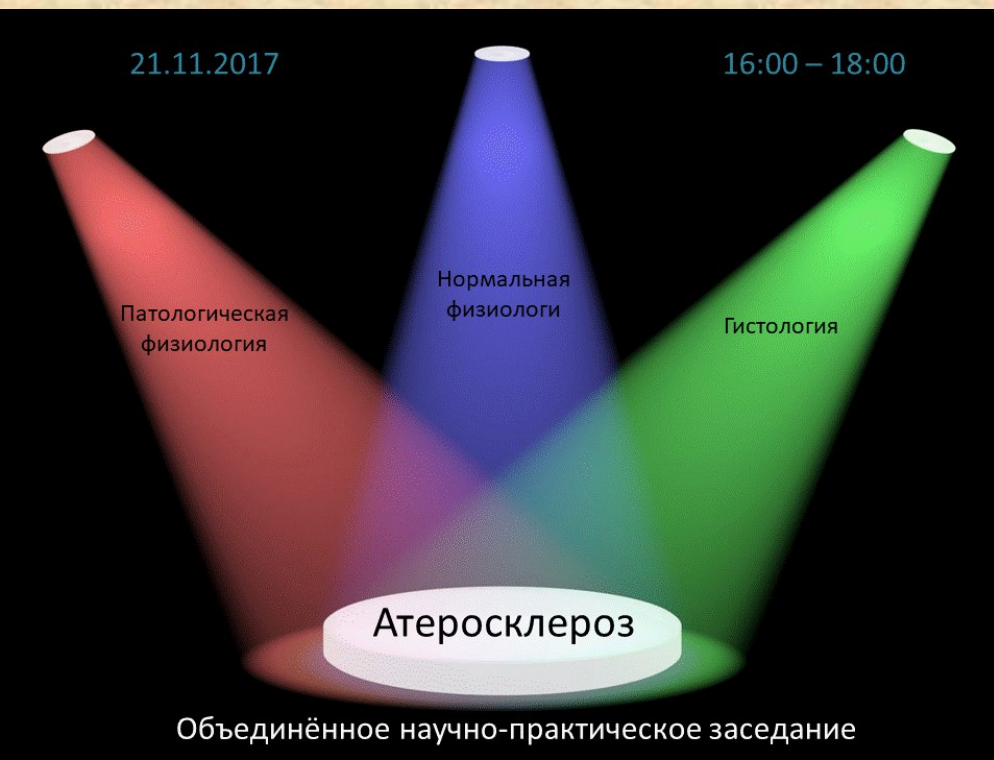 21.11.2017
16:00 – 18:00
Нормальная
физиологи
Патологическая
физиология
Гистология
Атеросклероз
Объединённое научно-практическое заседание